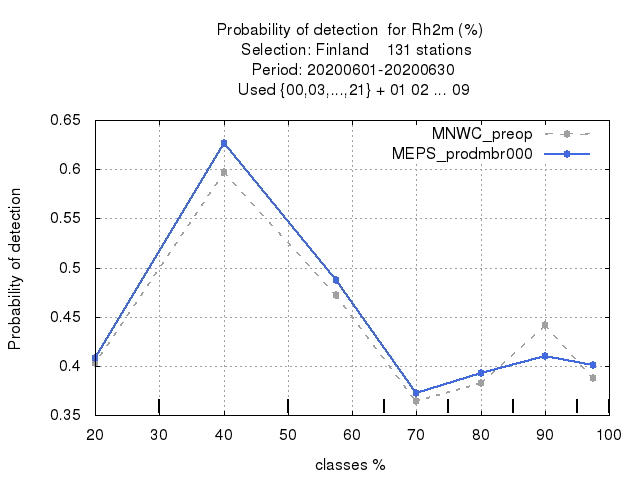 Probability of detection  for Rh2m (%)
Selection: Finland    131 stations
Period: 20200601-20200630
Used {00,03,...,21} + 01 02 ... 09
MNWC_preop
MEPS_prodmbr000
Probability of detection
0.65
0.6
0.55
0.5
0.45
0.4
0.35
20 30 40 50 60 70 80 90 100
classes %